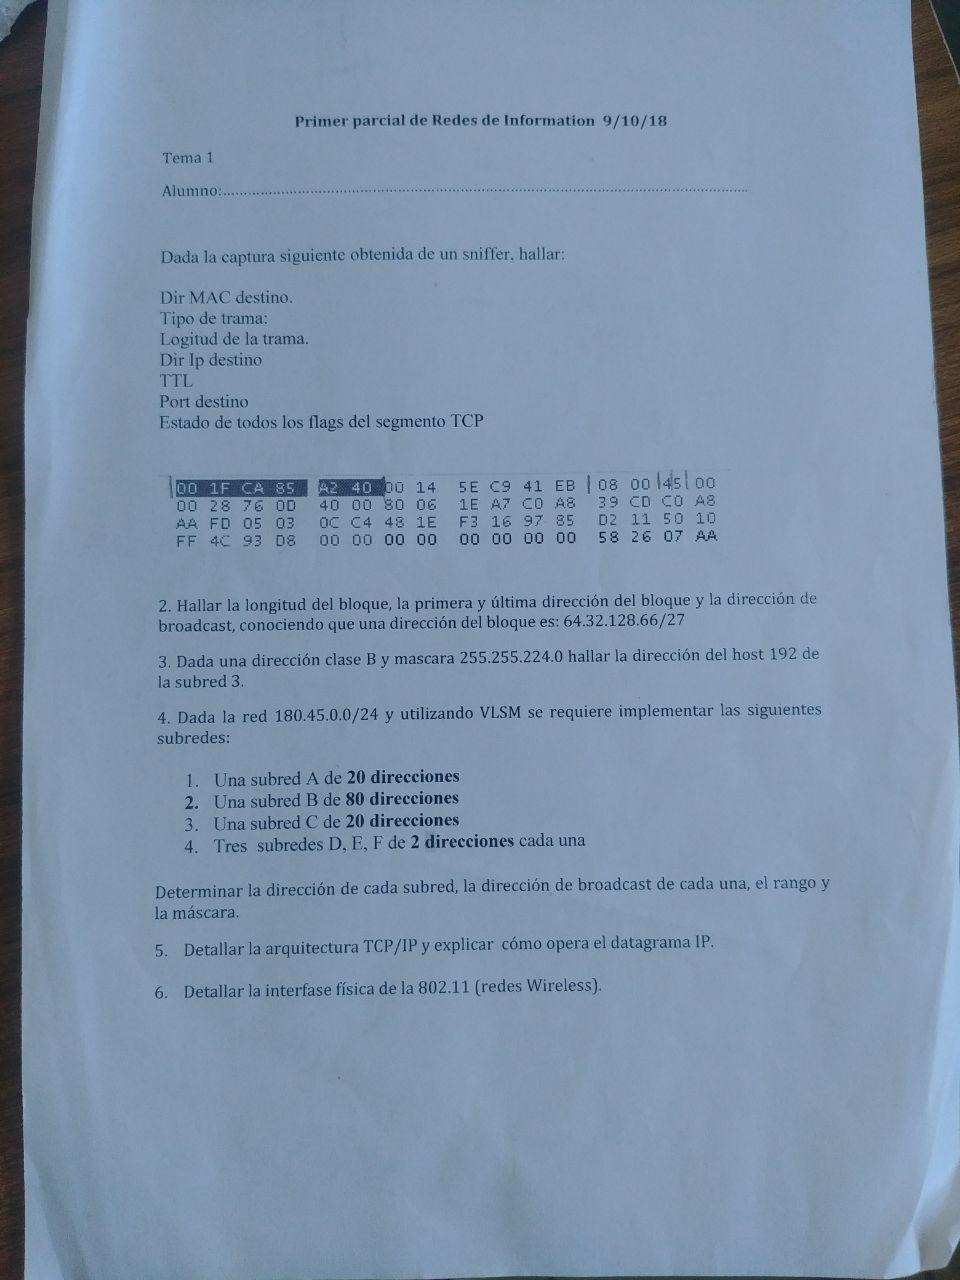 Primer parcial de Redes de Information 9/10/18
Tema 1
Alumno:....................................................................................................................................
Dada la captura siguiente obtenida de un sniffer, hallar:
Dir MAC destino.
Tipo de trama:
Logitud de la trama.
Dir Ip destino
TTL
Port destino
Estado de todos los flags del segmento TCP
00 1F CA 85 A2 40 00 14 5E C9 41 EB 08 00 45 00
00 28 76 0D 40 00 80 06 1E A7 C0 A8 39 CD C0 A8
AA FD 05 03 0C C4 48 1E F3 16 97 85 D2 11 50 10
FF 4C 93 D8 00 00 00 00 00 00 00 00 58 26 07 AA
2. Hallar la longitud del bloque, la primera y última dirección del bloque y la dirección de
broadcast, conociendo que una dirección del bloque es: 64.32.128.66/27
3. Dada una dirección clase B y mascara 255.255.224.0 hallar la dirección del host 192 de
la subred 3.
4. Dada la red 180.45.0.0/24 y utilizando VLSM se requiere implementar las siguientes
subredes:
1. Una subred A de 20 direcciones
2. Una subred B de 80 direcciones
3. Una subred C de 20 direcciones
4. Tres subredes D, E, F de 2 direcciones cada una
Determinar la dirección de cada subred, la dirección de broadcast de cada una, el rango y
la máscara.
5. Detallar la arquitectura TCP/IP y explicar cómo opera el datagrama IP.
6. Detallar la interfase física de la 802.11 (redes Wireless).